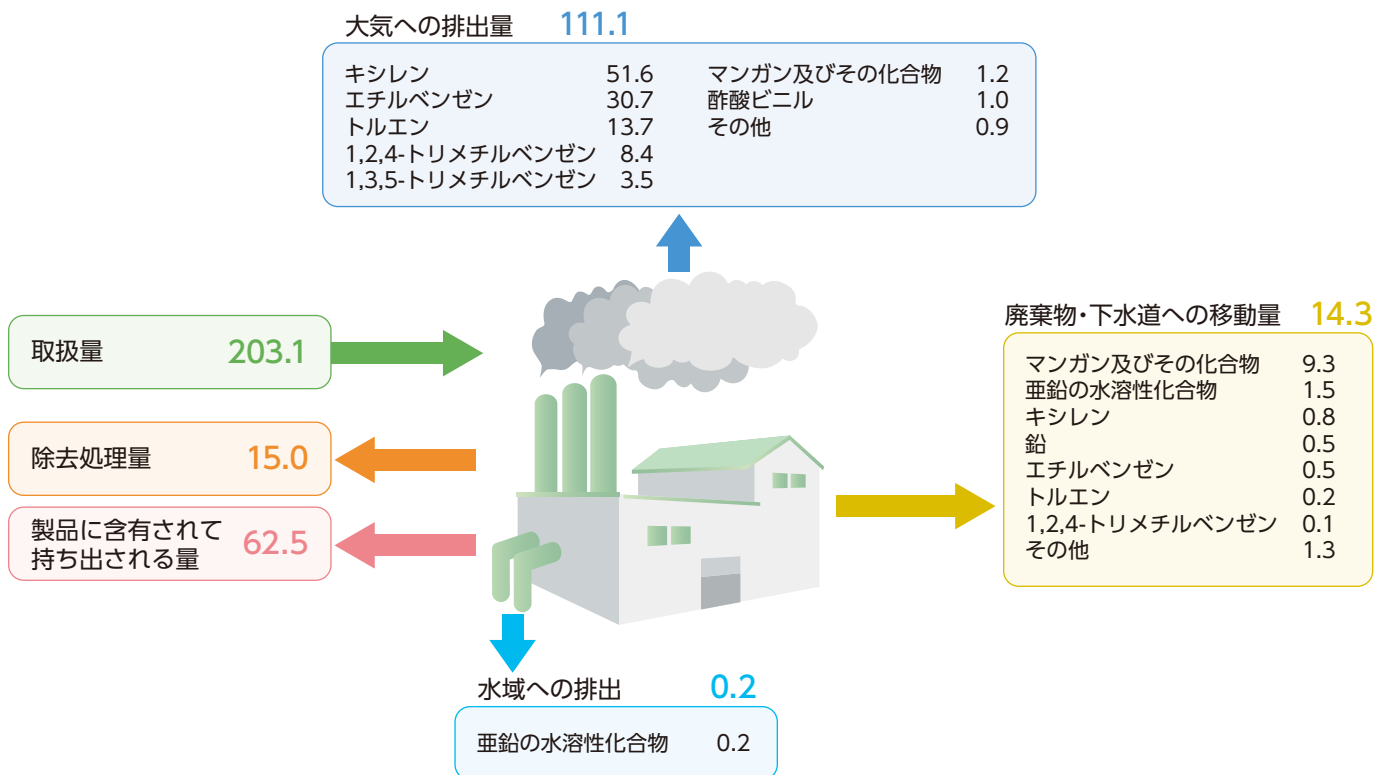 大気への排出量 111.1
キシレン 51.6
エチルベンゼン 30.7
トルエン 13.7
1,2,4-トリメチルベンゼン 8.4
1,3,5-トリメチルベンゼン 3.5
マンガン及びその化合物 1.2
酢酸ビニル 1.0
その他 0.9
取扱量 203.1
除去処理量 15.0
製品に含有されて
持ち出される量 62.5
廃棄物・下水道への移動量 14.3
マンガン及びその化合物 9.3
亜鉛の水溶性化合物 1.5
キシレン 0.8
鉛 0.5
エチルベンゼン 0.5
トルエン 0.2
1,2,4-トリメチルベンゼン 0.1
その他 1.3
水域への排出 0.2
亜鉛の水溶性化合物 0.2